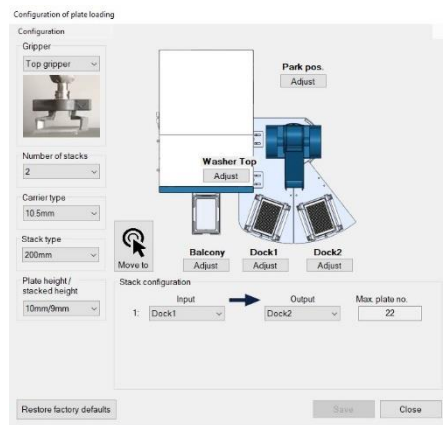 Configuration of plate loading
Configuration
Gripper
Top gripper
Number of stacks
2
Carrier type
10.5mm
Stack type
200mm
Plate height/
stacked height
10mm/9mm
Park pos.
Adjust
Washer Top
Adjust
Move to
Balcony
Adjust
Dock1
Adjust
Dock2
Adjust
Stack configuration
Input
Output
Max. plate no.
1:
Dock1
Dock2
22
Restore factory defaults
Save
Close